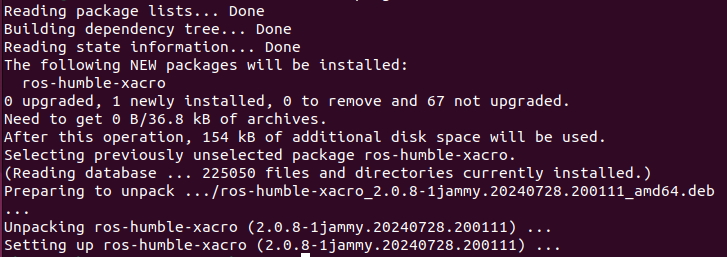 Reading package lists... Done
Building dependency tree... Done
Reading state information... Done
The following NEW packages will be installed:
  ros-humble-xacro
0 upgraded, 1 newly installed, 0 to remove and 67 not upgraded.
Need to get 0 B/36.8 kB of archives.
After this operation, 154 kB of additional disk space will be used.
Selecting previously unselected package ros-humble-xacro.
(Reading database ... 225050 files and directories currently installed.)
Preparing to unpack .../ros-humble-xacro_2.0.8-1jammy.20240728.200111_amd64.deb
...
Unpacking ros-humble-xacro (2.0.8-1jammy.20240728.200111) ...
Setting up ros-humble-xacro (2.0.8-1jammy.20240728.200111) ...